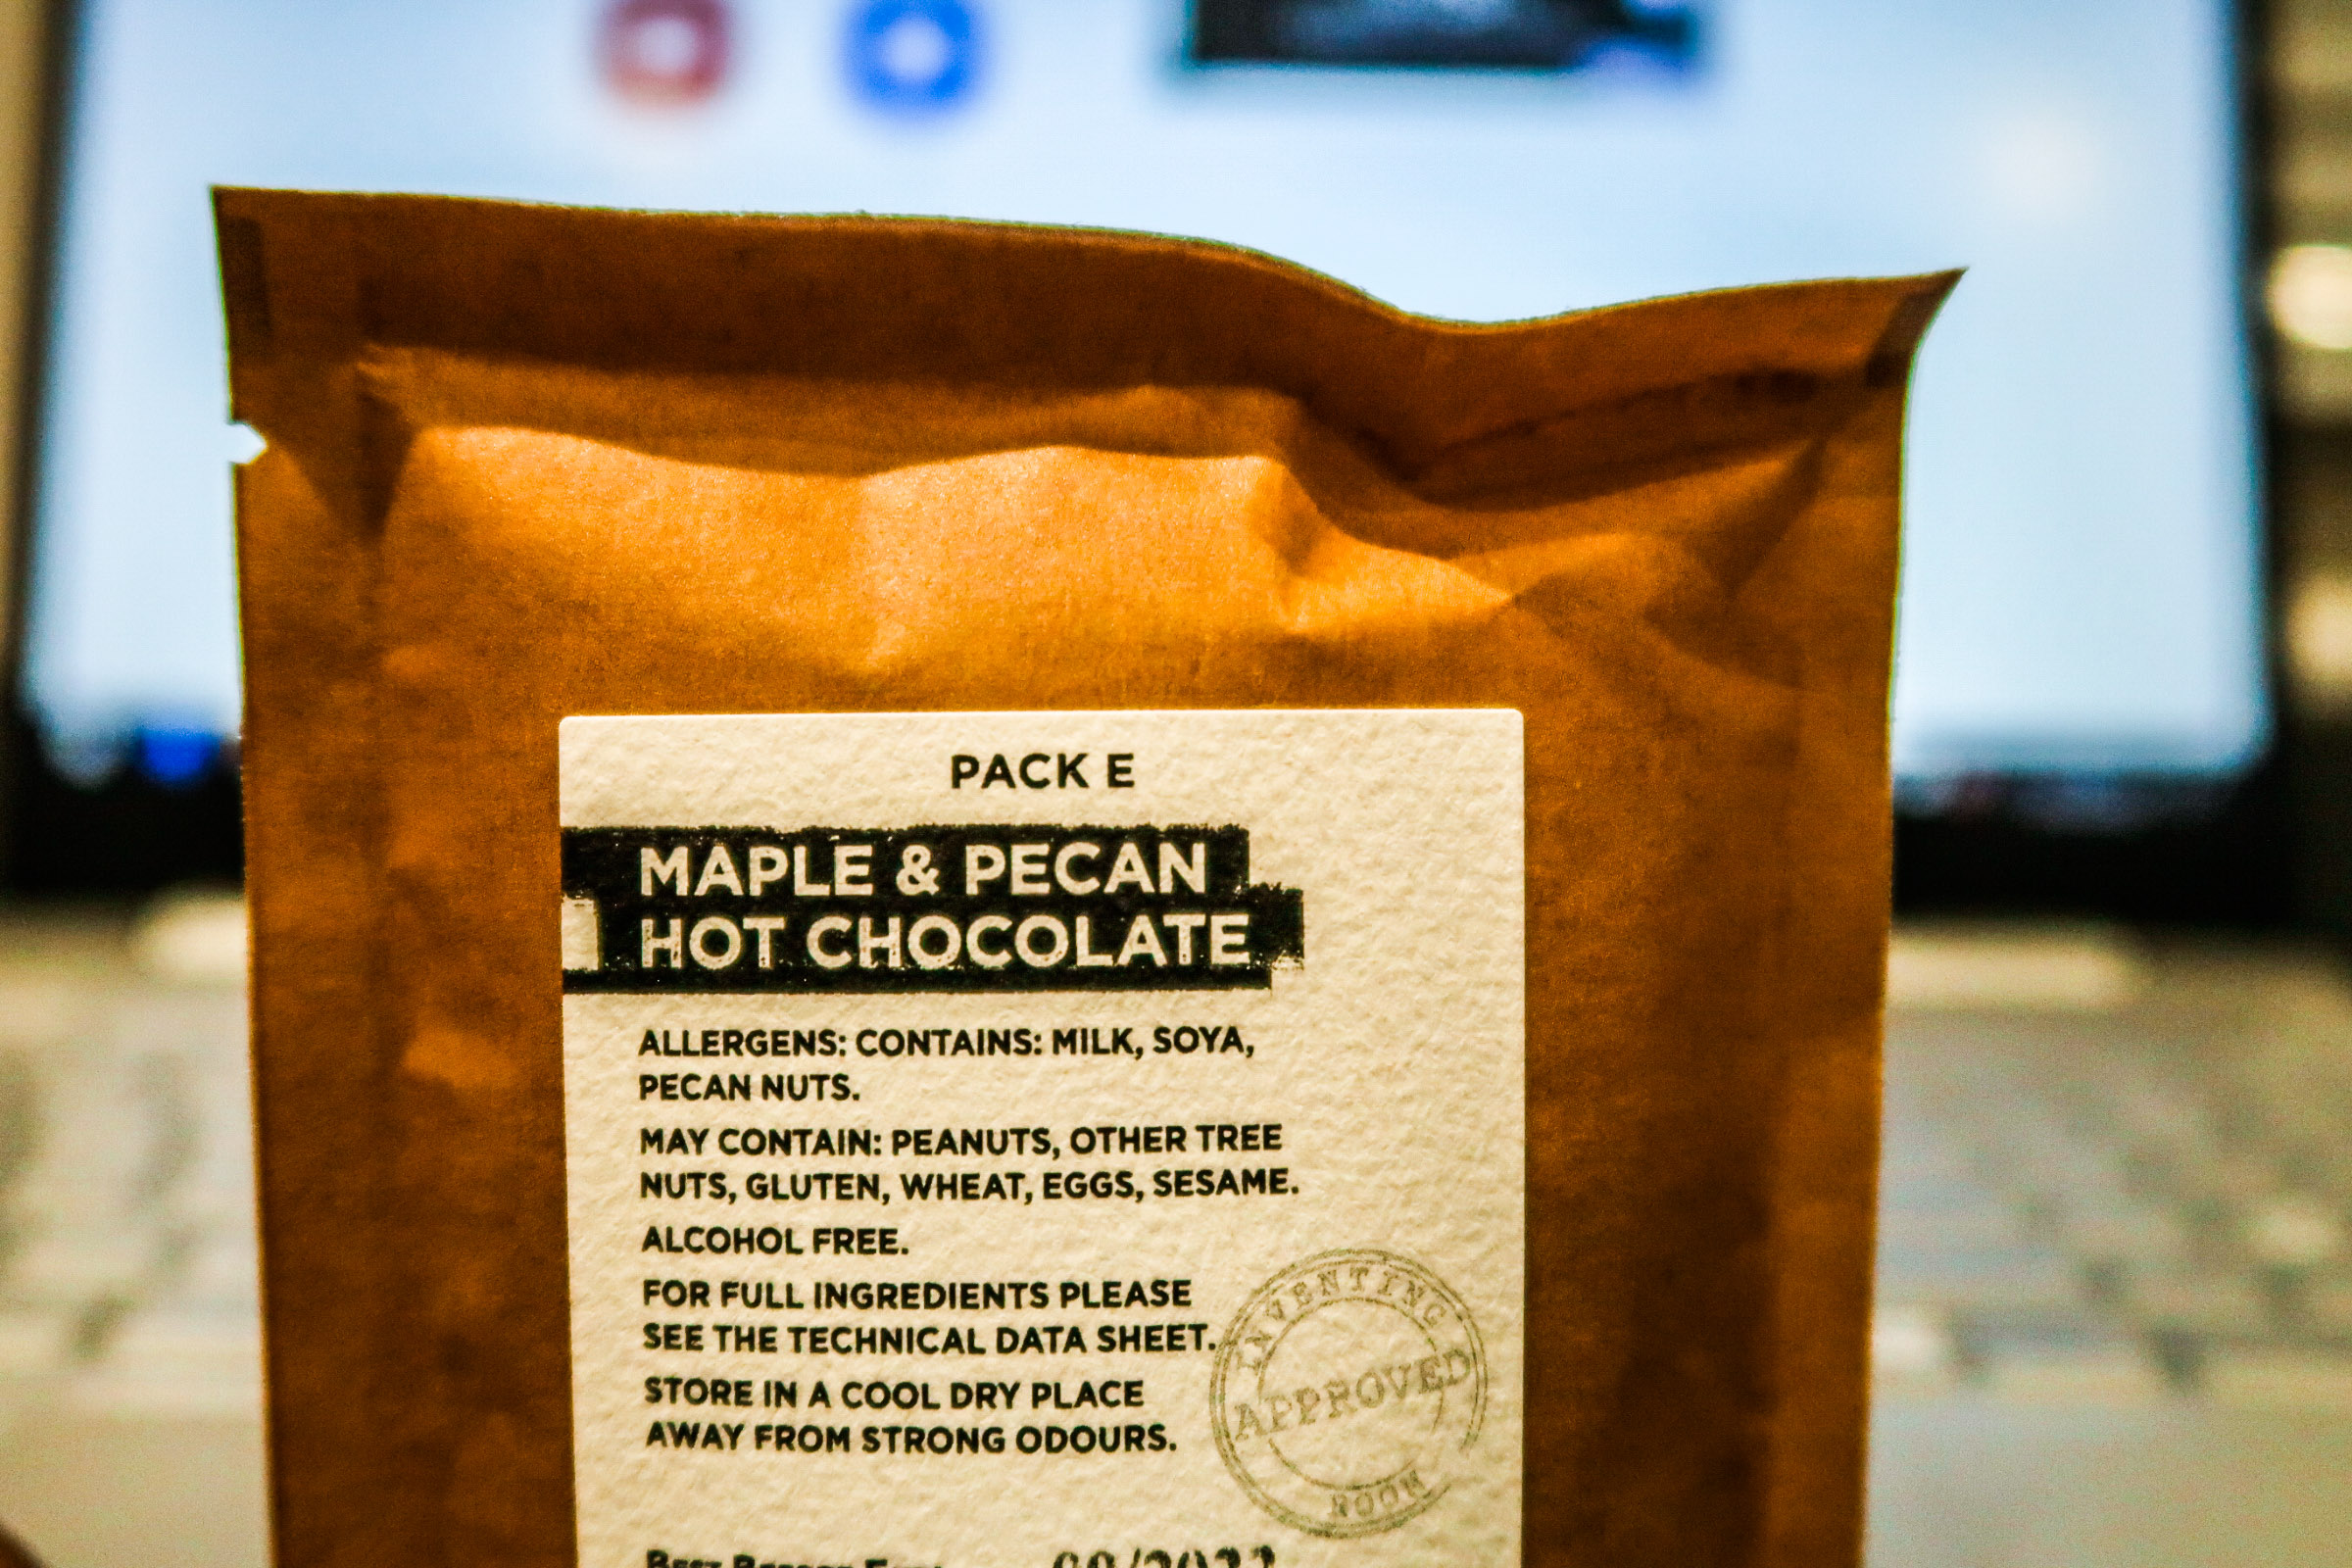 PACK E
MAPLE & PECAN
HOT CHOCOLATE
ALLERGENS: CONTAINS: MILK, SOYA,
PECAN NUTS.
MAY CONTAIN: PEANUTS, OTHER TREE
NUTS, GLUTEN, WHEAT, EGGS, SESAME.
ALCOHOL FREE.
FOR FULL INGREDIENTS PLEASE
SEE THE TECHNICAL DATA SHEET.
STORE IN A COOL DRY PLACE
AWAY FROM STRONG ODOURS.
INVENTING
APPROVED
ROOM